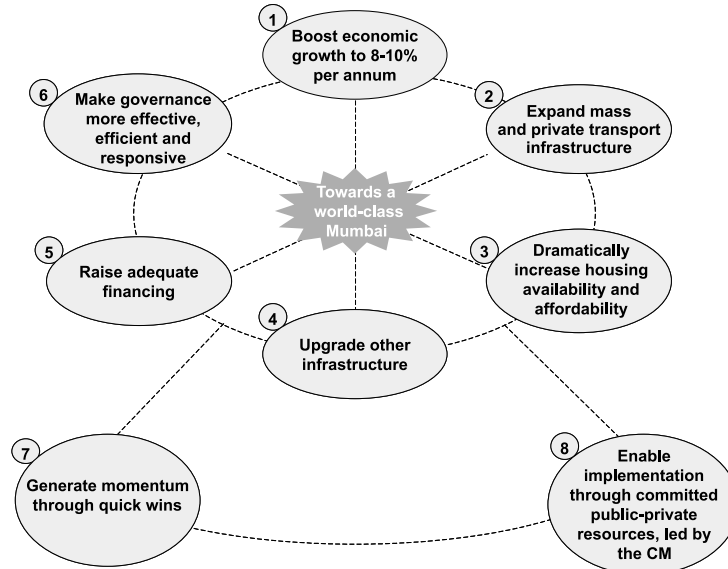 1
Boost economic
growth to 8-10%
per annum
2
Expand mass
and private transport
infrastructure
3
Dramatically
increase housing
availability and
affordability
4
Upgrade other
infrastructure
5
Raise adequate
financing
6
Make governance
more effective,
efficient and
responsive
Towards a
world-class
Mumbai
7
Generate momentum
through quick wins
8
Enable
implementation
through committed
public-private
resources, led by
the CM